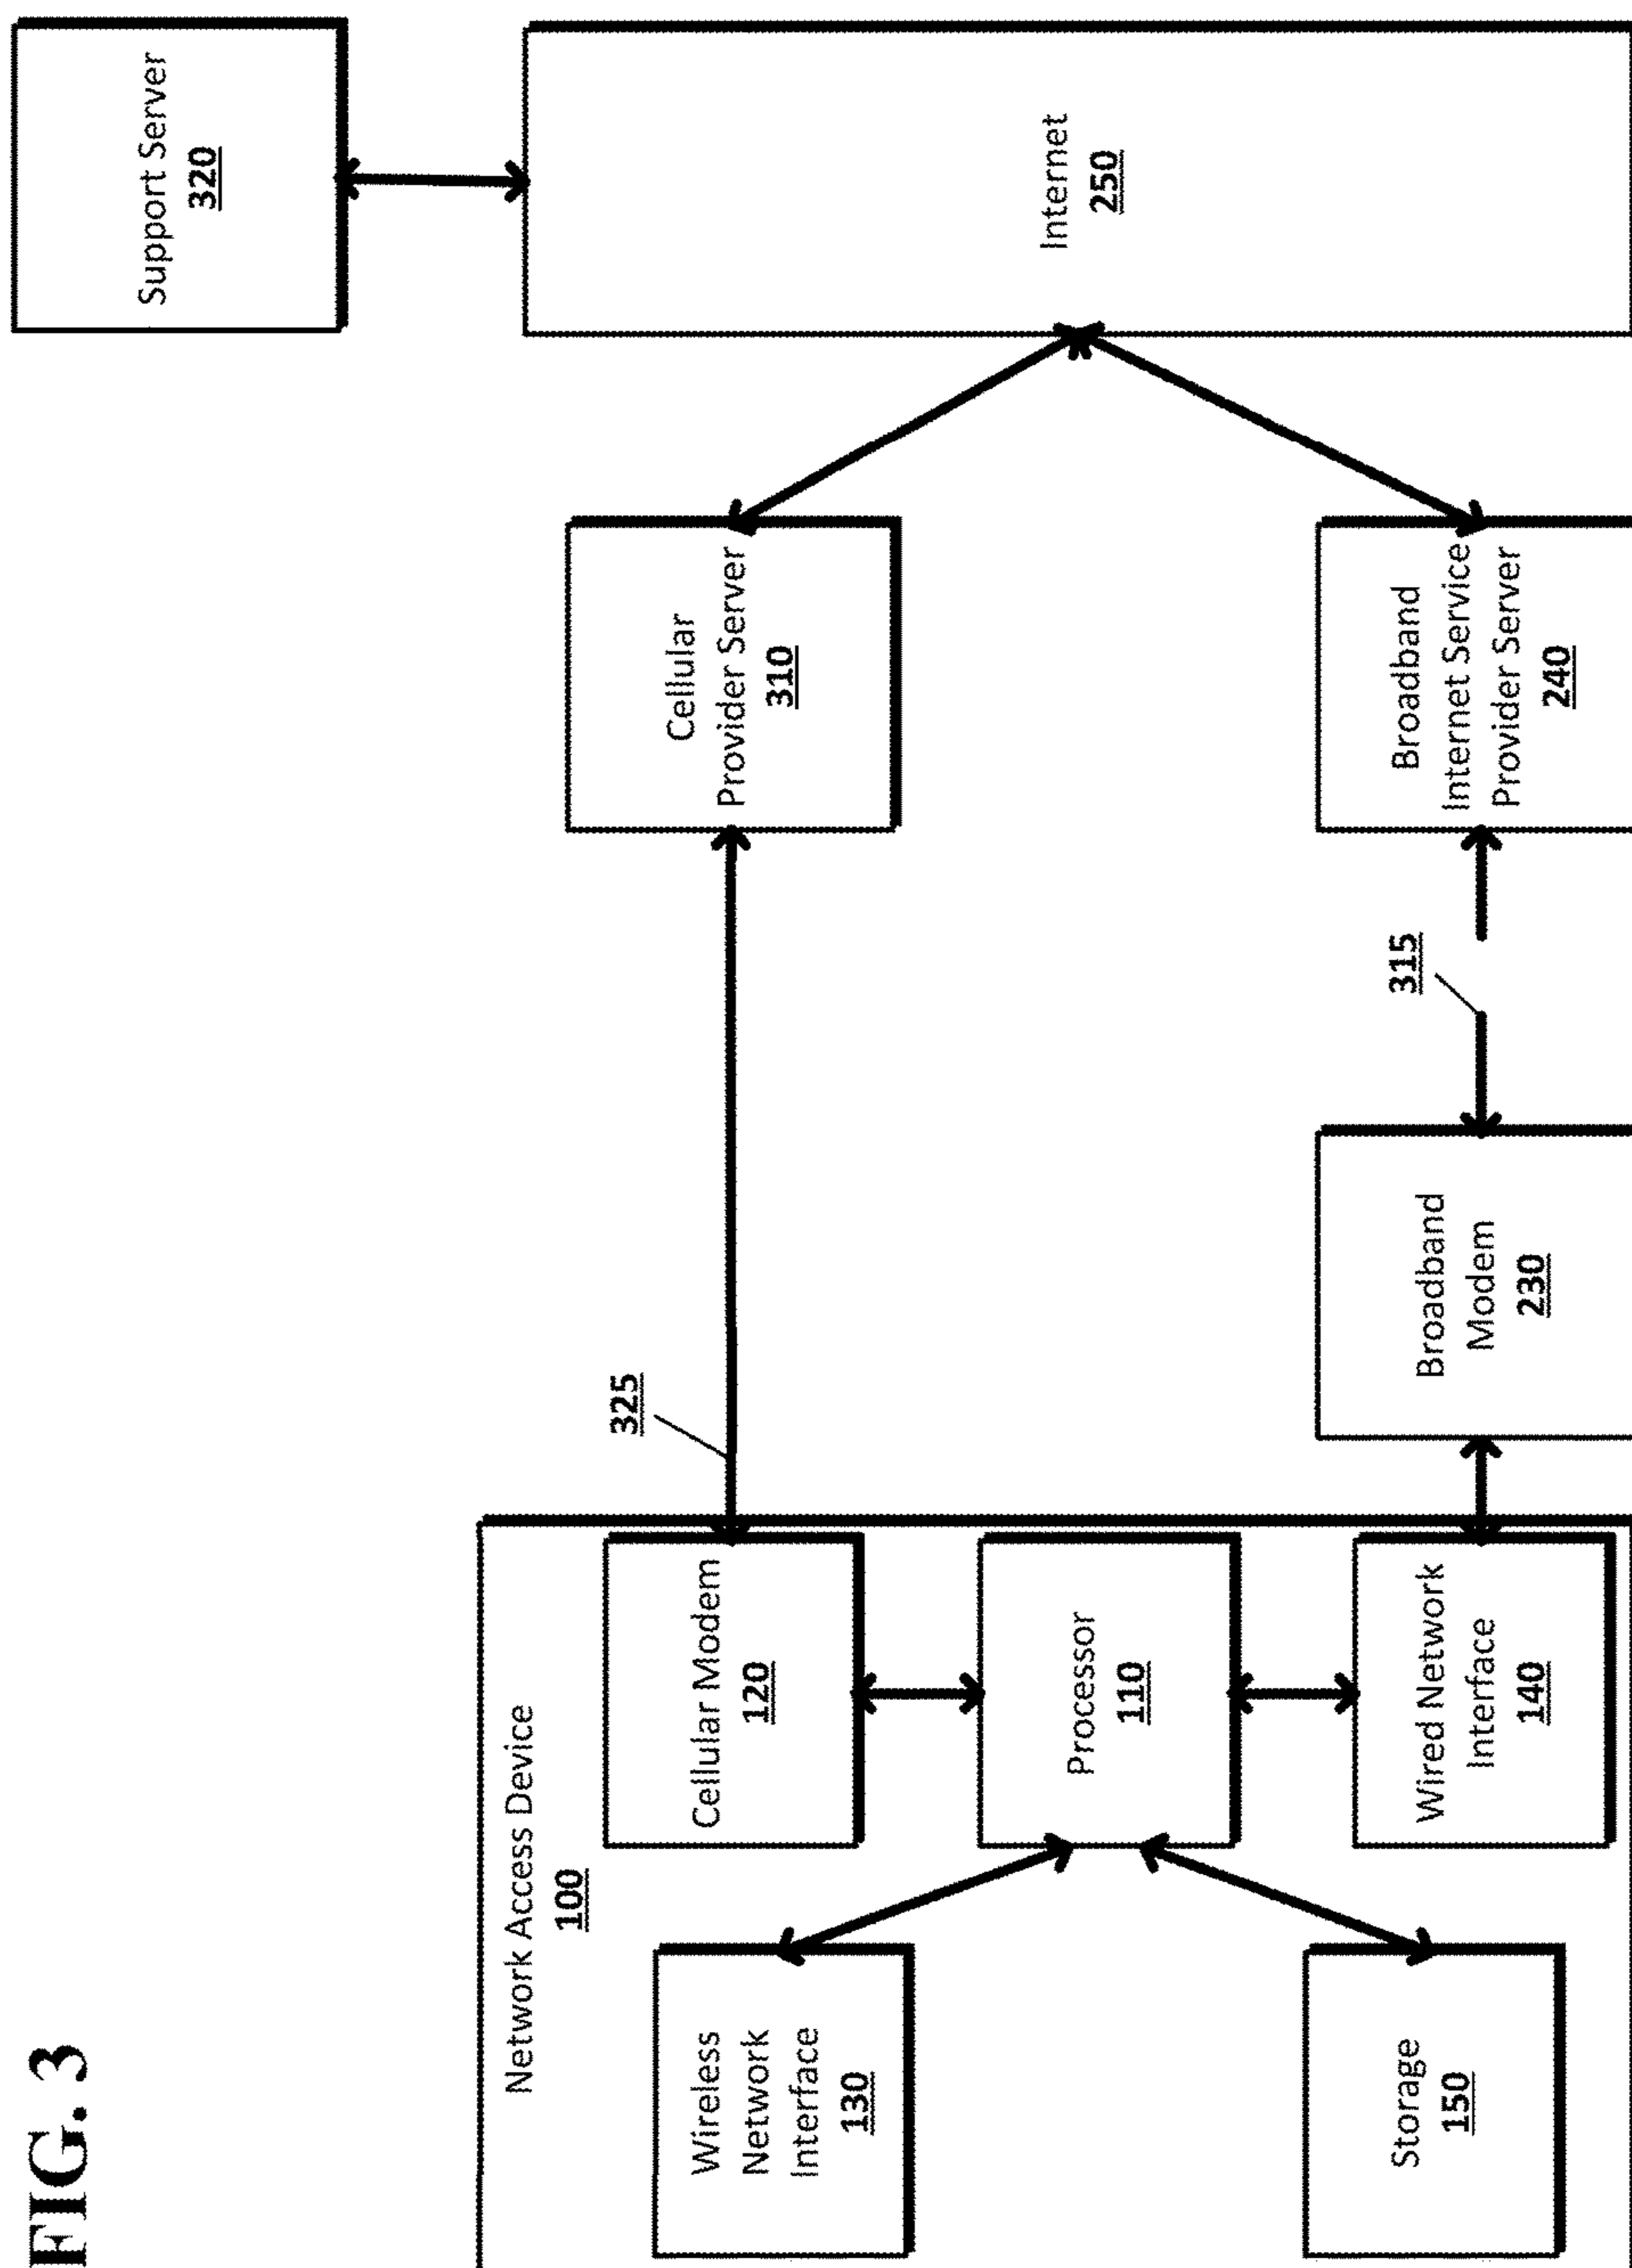 FIG. 3
Network Access Device
100
Wireless
Network
Interface
130
Storage
150
Cellular Modem
120
Processor
110
Wired Network
Interface
140
325
Broadband
Modem
230
315
Cellular
Provider Server
310
Broadband
Internet Service
Provider Server
240
Support Server
320
Internet
250